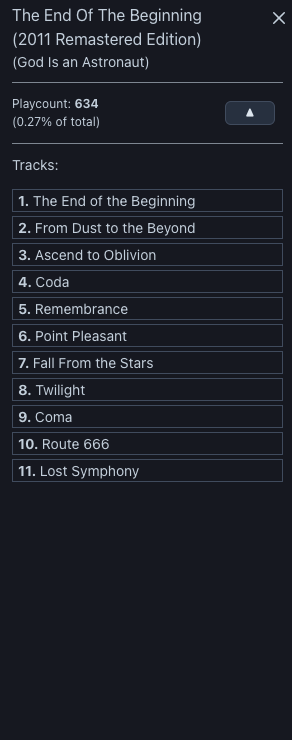 The End Of The Beginning
(2011 Remastered Edition)
(God Is an Astronaut)
Playcount: 634
(0.27% of total)
Tracks:
1. The End of the Beginning
2. From Dust to the Beyond
3. Ascend to Oblivion
4. Coda
5. Remembrance
6. Point Pleasant
7. Fall From the Stars
8. Twilight
9. Coma
10. Route 666
11. Lost Symphony